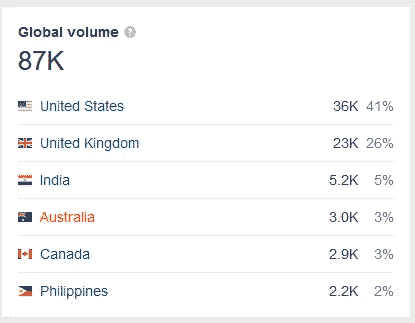 Global volume ?
87K
United States 36K 41%
United Kingdom 23K 26%
India 5.2K 5%
Australia 3.0K 3%
Canada 2.9K 3%
Philippines 2.2K 2%